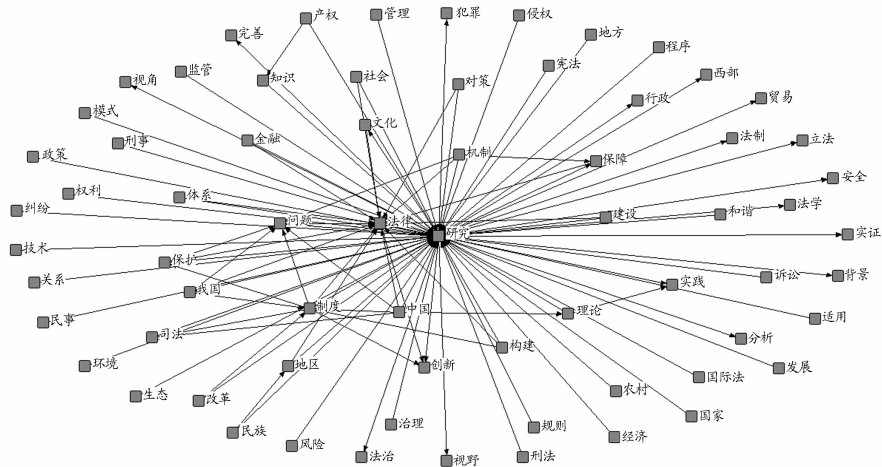 产权
管理
犯罪
侵权
完善
地方
程序
宪法
视角
监管
知识
社会
对策
西部
行政
贸易
模式
文化
刑事
金融
法制
立法
机制
保障
政策
安全
权利
体系
法学
纠纷
问题
法律
建设
和谐
研究
实证
技术
保护
诉讼
背景
关系
我国
实践
制度
中国
理论
适用
民事
司法
分析
构建
环境
地区
创新
发展
国际法
生态
改革
农村
国家
民族
治理
规则
经济
风险
法治
视野
刑法